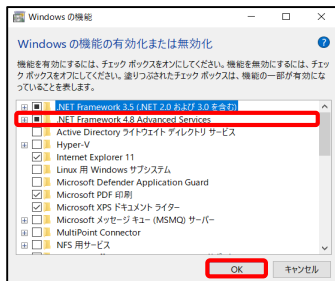 Windows の機能
Windows の機能の有効化または無効化
機能を有効にするには、チェック ボックスをオンにしてください。機能を無効にするには、チェッ
ク ボックスをオフにしてください。塗りつぶされたチェック ボックスは、機能の一部が有効にな
っていることを表します。
.NET Framework 3.5 (.NET 2.0 および 3.0 を含む)
.NET Framework 4.8 Advanced Services
Active Directory ライトウェイト ディレクトリ サービス
Hyper-V
Internet Explorer 11
Linux 用 Windows サブシステム
Microsoft Defender Application Guard
Microsoft PDF 印刷
Microsoft XPS ドキュメント ライター
Microsoft メッセージ キュー (MSMQ) サーバー
MultiPoint Connector
NFS 用サービス
OK キャンセル